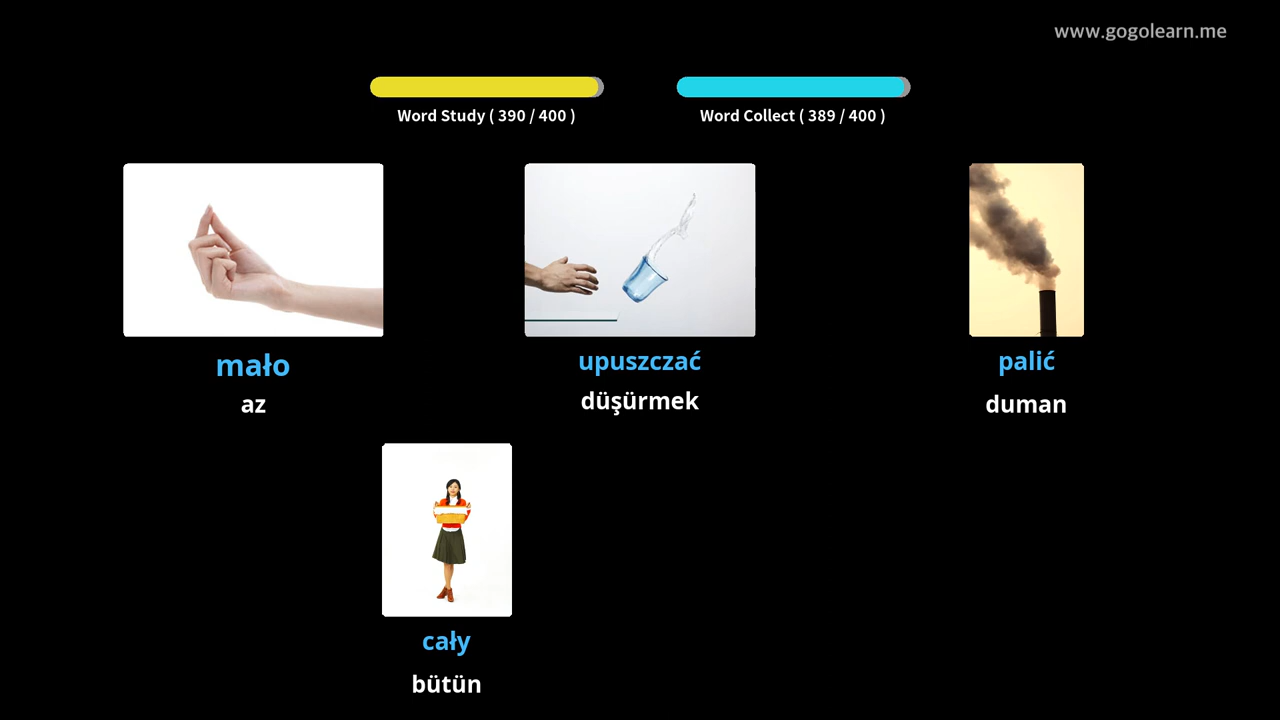 www.gogolearn.me
Word Study ( 390 / 400 )
Word Collect ( 389 / 400 )
mało
az
upuszczać
düşürmek
palić
duman
cały
bütün